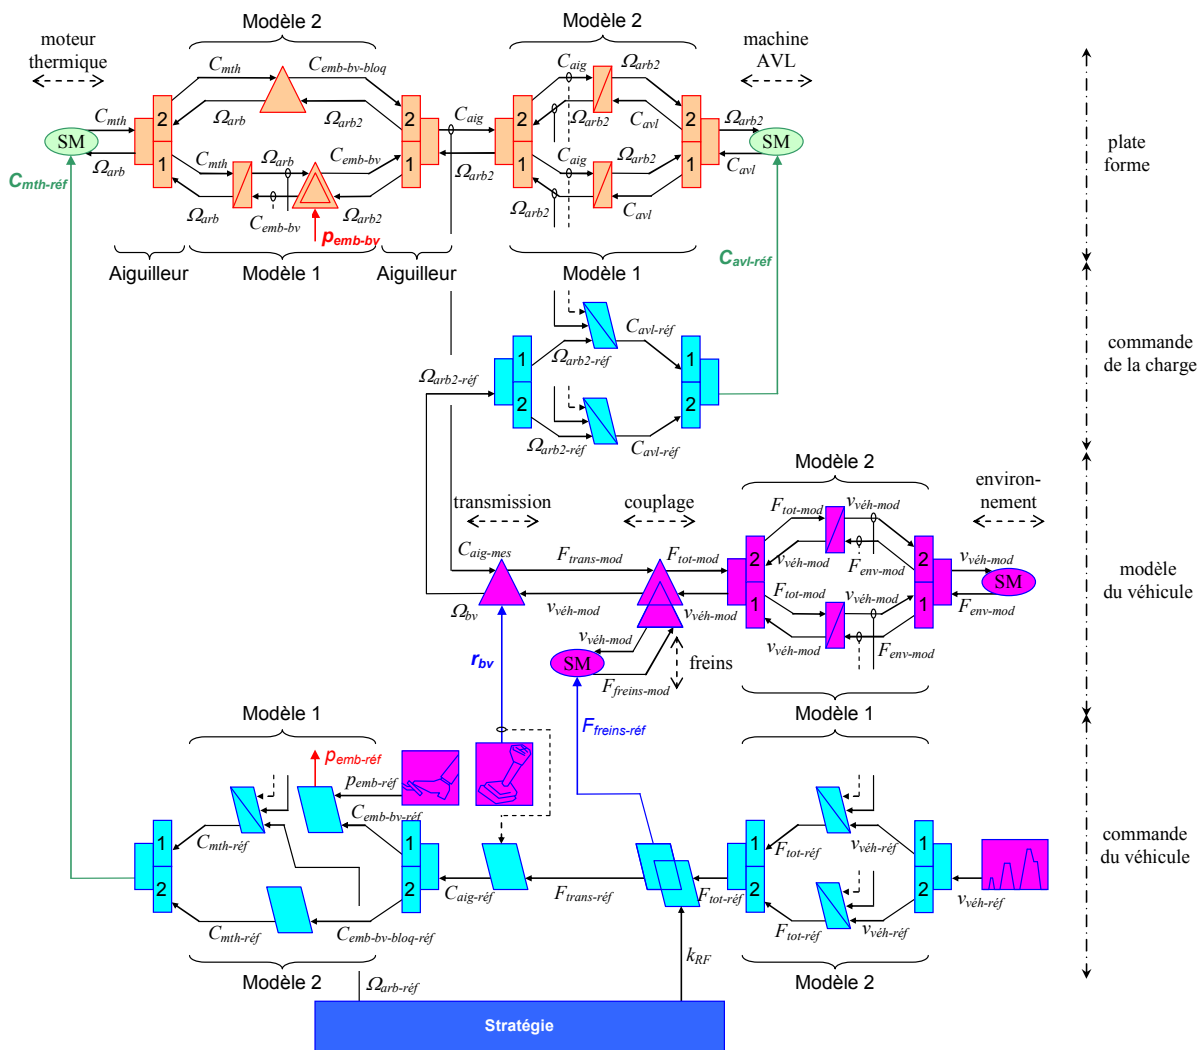 Modèle 2
Modèle 2
moteur
thermique
machine
AVL
C_mth
C_emb-bv-bloq
C_aig
Ω_arb2
C_mth
2
Ω_arb
Ω_arb2
2
C_aig
2
Ω_arb2
C_avl
2
Ω_arb2
SM
SM
Ω_arb
1
C_mth
Ω_arb
C_emb-bv
1
Ω_arb2
1
C_aig
Ω_arb2
1
C_avl
plate
forme
C_mth-réf
Ω_arb
C_emb-bv
Ω_arb2
Ω_arb2
C_avl
p_emb-bv
Aiguilleur
Modèle 1
Aiguilleur
Modèle 1
C_avl-réf
commande
de la charge
C_avl-réf
Ω_arb2-réf
1
1
Ω_arb2-réf
2
2
Ω_arb2-réf
C_avl-réf
Modèle 2
transmission
couplage
environ-
nement
F_tot-mod
v_véh-mod
C_aig-mes
F_trans-mod
F_tot-mod
2
v_véh-mod
F_env-mod
2
v_véh-mod
SM
Ω_bv
v_véh-mod
v_véh-mod
1
F_tot-mod
v_véh-mod
1
F_env-mod
modèle
du véhicule
v_véh-mod
v_véh-mod
F_env-mod
SM
freins
r_bv
F_freins-mod
Modèle 1
F_freins-réf
Modèle 1
p_emb-réf
p_emb-réf
C_emb-bv-réf
C_mth-réf
1
1
F_tot-réf
1
v_véh-réf
1
commande
du véhicule
2
2
C_aig-réf
F_trans-réf
F_tot-réf
2
2
v_véh-réf
C_mth-réf
C_emb-bv-bloq-réf
F_tot-réf
v_véh-réf
k_RF
Modèle 2
Modèle 2
Ω_arb-réf
Stratégie